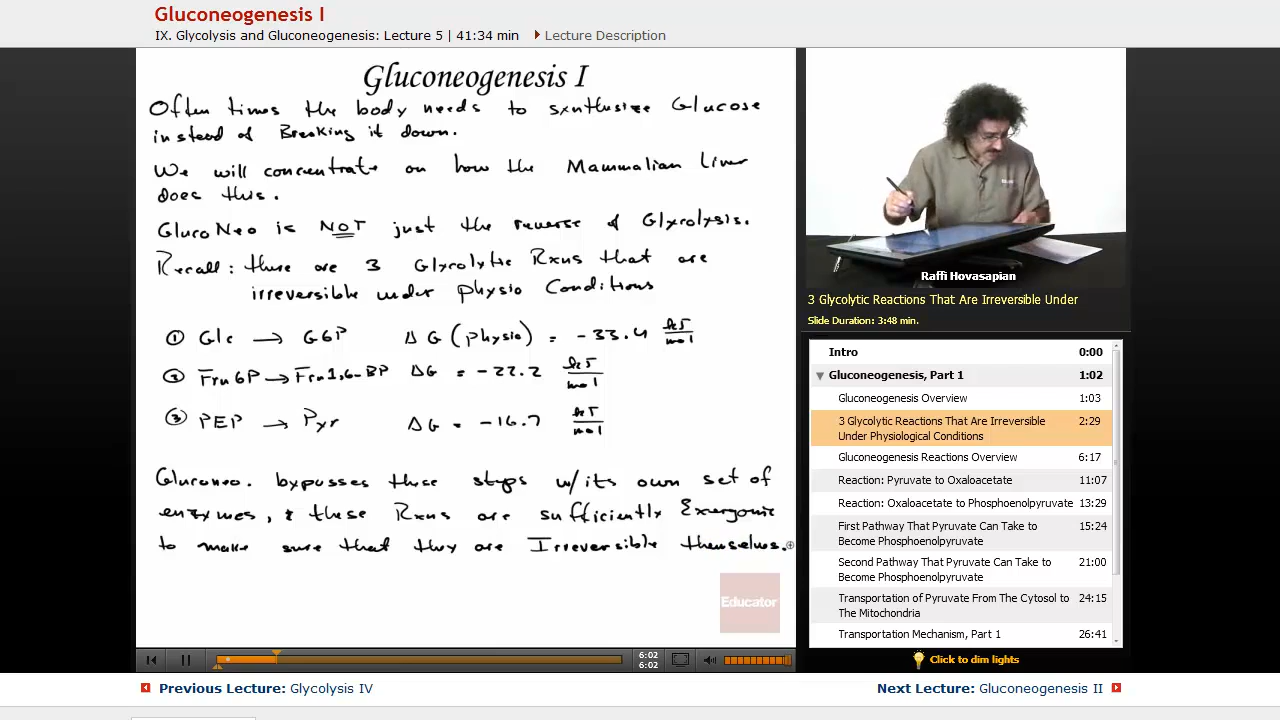 Gluconeogenesis I
IX. Glycolysis and Gluconeogenesis: Lecture 5 | 41:34 min
Lecture Description
Gluconeogenesis I
Often times the body needs to synthesize Glucose
instead of Breaking it down.
We will concentrate on how the Mammalian Liver
does this.
GlucoNeo is NOT just the reverse of Glycolysis.
Recall: there are 3 Glycolytic Rxns that are
irreversible under physio Conditions
① Glc → G6P ΔG (physio) = -33.4 kJ/mol
② Fru6P → Fru1,6-BP ΔG = -22.2 kJ/mol
③ PEP → Pyr ΔG = -16.7 kJ/mol
Gluconeo. bypasses these steps w/its own set of
enzymes, & these Rxns are sufficiently Exergonic
to make sure that they are Irreversible themselves.
Educator
6:02
6:02
Raffi Hovasapian
3 Glycolytic Reactions That Are Irreversible Under
Slide Duration: 3:48 min.
Intro 0:00
Gluconeogenesis, Part 1 1:02
Gluconeogenesis Overview 1:03
3 Glycolytic Reactions That Are Irreversible 2:29
Under Physiological Conditions
Gluconeogenesis Reactions Overview 6:17
Reaction: Pyruvate to Oxaloacetate 11:07
Reaction: Oxaloacetate to Phosphoenolpyruvate 13:29
First Pathway That Pyruvate Can Take to 15:24
Become Phosphoenolpyruvate
Second Pathway That Pyruvate Can Take to 21:00
Become Phosphoenolpyruvate
Transportation of Pyruvate From The Cytosol to 24:15
The Mitochondria
Transportation Mechanism, Part 1 26:41
Click to dim lights
Previous Lecture: Glycolysis IV
Next Lecture: Gluconeogenesis II